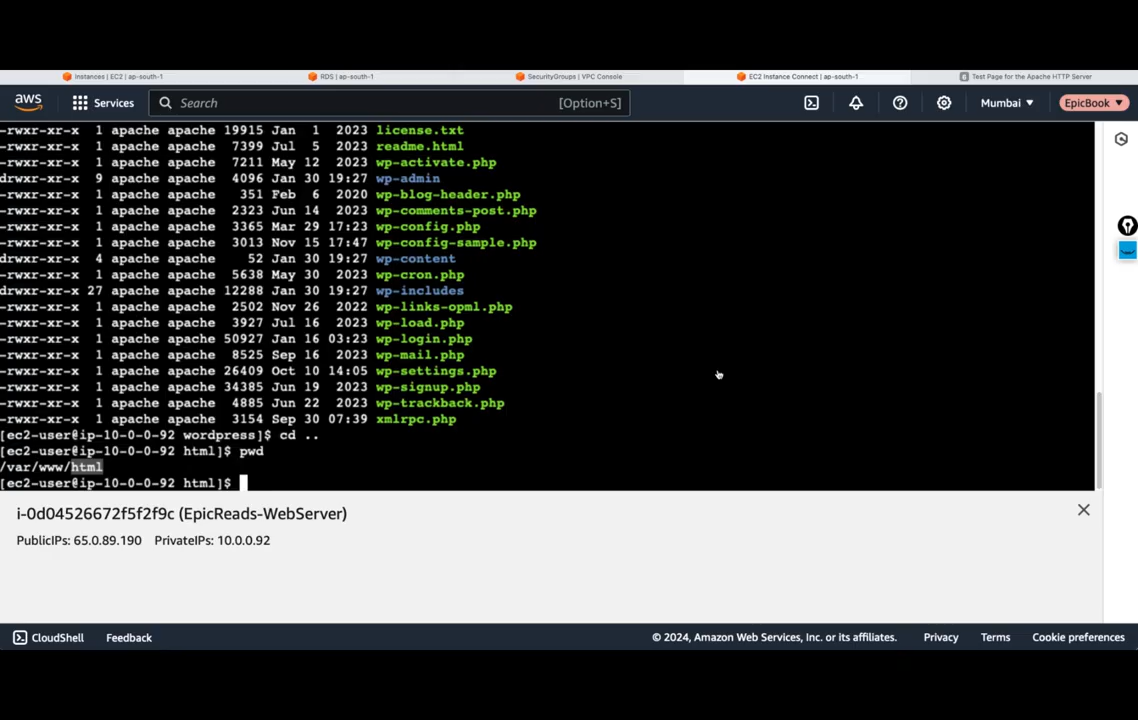 Instances | EC2 | ap-south-1
RDS | ap-south-1
SecurityGroups | VPC Console
EC2 Instance Connect | ap-south-1
6 Test Page for the Apache HTTP Server
aws
Services
Search
[Option+S]
Mumbai ▼
EpicBook ▼
-rwxr-xr-x  1 apache apache 19915 Jan  1  2023 license.txt
-rwxr-xr-x  1 apache apache  7399 Jul  5  2023 readme.html
-rwxr-xr-x  1 apache apache  7211 May 12  2023 wp-activate.php
drwxr-xr-x  9 apache apache  4096 Jan 30 19:27 wp-admin
-rwxr-xr-x  1 apache apache   351 Feb  6  2020 wp-blog-header.php
-rwxr-xr-x  1 apache apache  2323 Jun 14  2023 wp-comments-post.php
-rwxr-xr-x  1 apache apache  3365 Mar 29 17:23 wp-config.php
-rwxr-xr-x  1 apache apache  3013 Nov 15 17:47 wp-config-sample.php
drwxr-xr-x  4 apache apache    52 Jan 30 19:27 wp-content
-rwxr-xr-x  1 apache apache  5638 May 30  2023 wp-cron.php
drwxr-xr-x 27 apache apache 12288 Jan 30 19:27 wp-includes
-rwxr-xr-x  1 apache apache  2502 Nov 26  2022 wp-links-opml.php
-rwxr-xr-x  1 apache apache  3927 Jul 16  2023 wp-load.php
-rwxr-xr-x  1 apache apache 50927 Jan 16 03:23 wp-login.php
-rwxr-xr-x  1 apache apache  8525 Sep 16  2023 wp-mail.php
-rwxr-xr-x  1 apache apache 26409 Oct 10 14:05 wp-settings.php
-rwxr-xr-x  1 apache apache 34385 Jun 19  2023 wp-signup.php
-rwxr-xr-x  1 apache apache  4885 Jun 22  2023 wp-trackback.php
-rwxr-xr-x  1 apache apache  3154 Sep 30 07:39 xmlrpc.php
[ec2-user@ip-10-0-0-92 wordpress]$ cd ..
[ec2-user@ip-10-0-0-92 html]$ pwd
/var/www/html
[ec2-user@ip-10-0-0-92 html]$
i-0d04526672f5f2f9c (EpicReads-WebServer)
PublicIPs: 65.0.89.190 PrivateIPs: 10.0.0.92
CloudShell
Feedback
© 2024, Amazon Web Services, Inc. or its affiliates.
Privacy
Terms
Cookie preferences